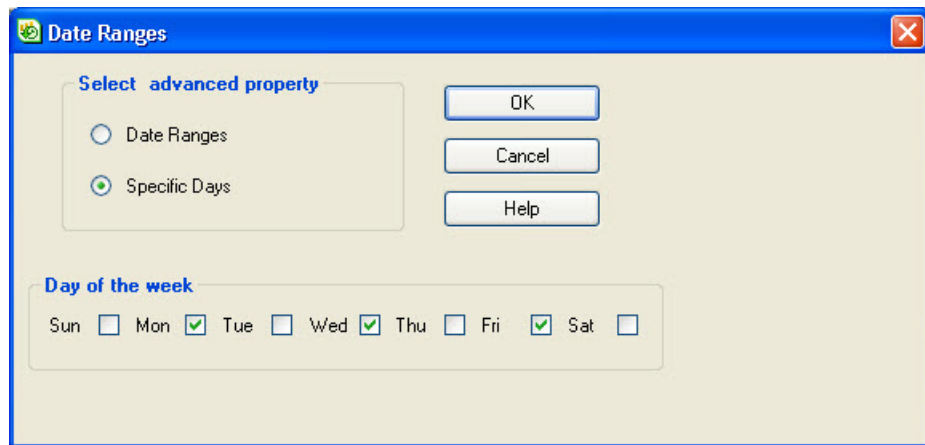 Date Ranges
Select advanced property
Date Ranges
Specific Days
OK
Cancel
Help
Day of the week
Sun Mon Tue Wed Thu Fri Sat